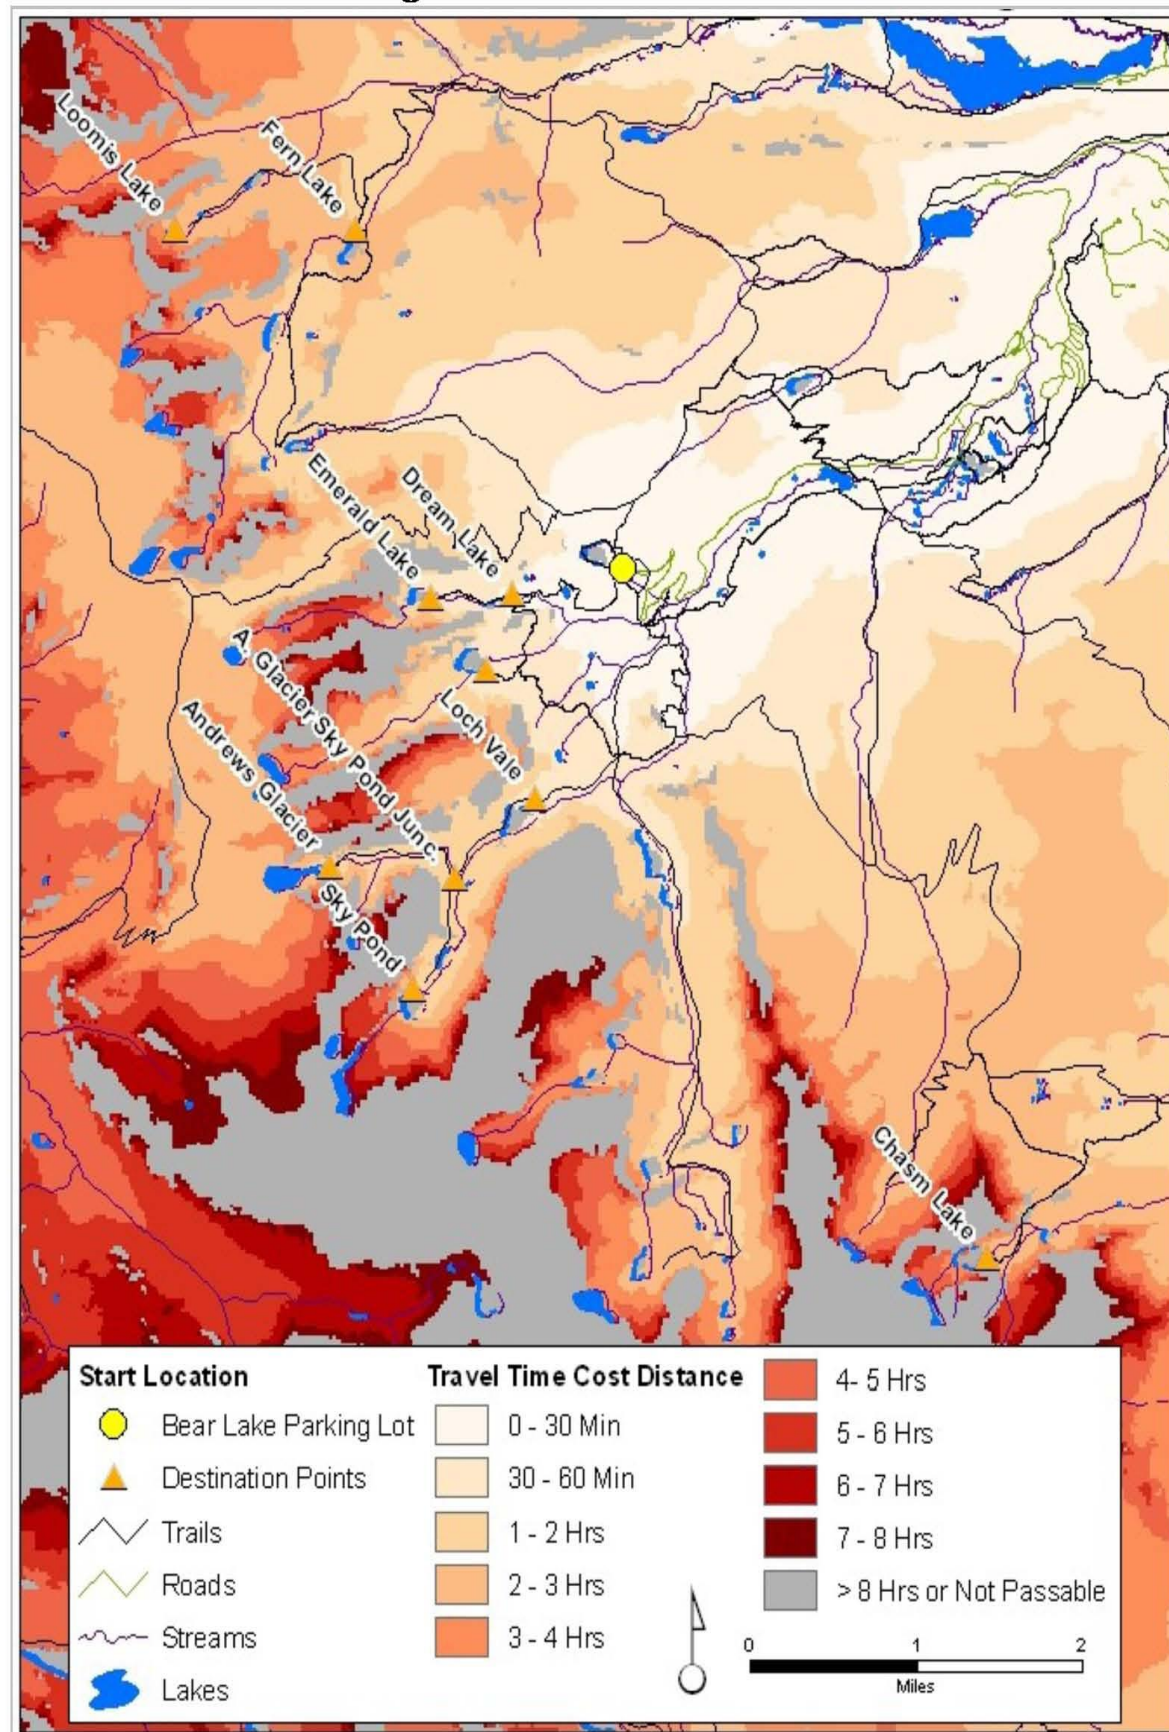 Loomis Lake
Fern Lake
Emerald Lake
Dream Lake
A. Glacier Sky Pond Junc.
Andrews Glacier
Loch Vale
Sky Pond
Chasm Lake
Start Location
Bear Lake Parking Lot
Destination Points
Trails
Roads
Streams
Lakes
Travel Time Cost Distance
0 - 30 Min
30 - 60 Min
1 - 2 Hrs
2 - 3 Hrs
3 - 4 Hrs
4- 5 Hrs
5 - 6 Hrs
6 - 7 Hrs
7 - 8 Hrs
> 8 Hrs or Not Passable
0 1 2
Miles